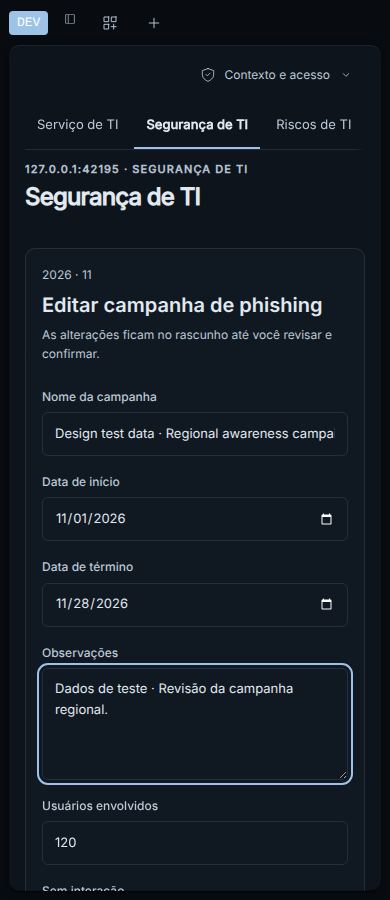 DEV
Contexto e acesso
Serviço de TI
Segurança de TI
Riscos de TI
127.0.0.1:42195 · SEGURANÇA DE TI
Segurança de TI
2026 · 11
Editar campanha de phishing
As alterações ficam no rascunho até você revisar e
confirmar.
Nome da campanha
Design test data · Regional awareness campa
Data de início
11/01/2026
Data de término
11/28/2026
Observações
Dados de teste · Revisão da campanha
regional.
Usuários envolvidos
120
Sem interação